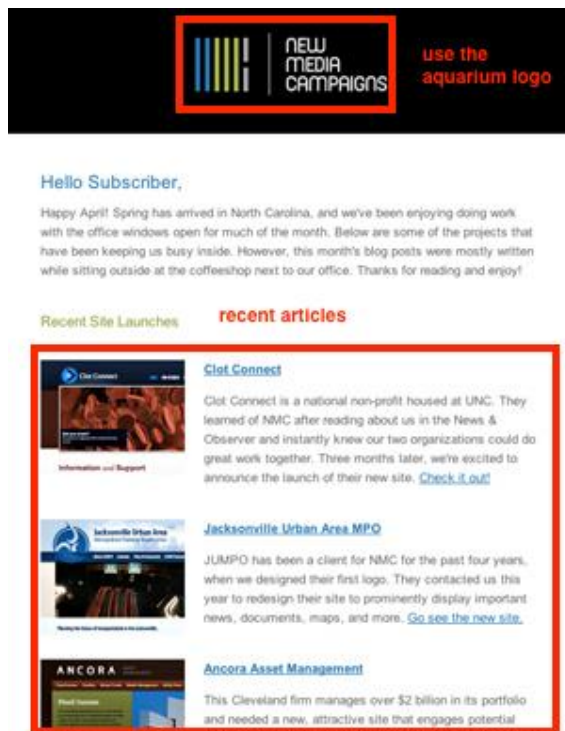 NEW
MEDIA
CAMPAIGNS
use the
aquarium logo
Hello Subscriber,
Happy April! Spring has arrived in North Carolina, and we've been enjoying doing work
with the office windows open for much of the month. Below are some of the projects that
have been keeping us busy inside. However, this month's blog posts were mostly written
while sitting outside at the coffeeshop next to our office. Thanks for reading and enjoy!
Recent Site Launches
recent articles
Clot Connect
Clot Connect
Clot Connect is a national non-profit housed at UNC. They
learned of NMC after reading about us in the News &
Observer and instantly knew our two organizations could do
great work together. Three months later, we're excited to
announce the launch of their new site. Check it out!
Information and Support
Jacksonville Urban Area
Jacksonville Urban Area MPO
JUMPO has been a client for NMC for the past four years,
when we designed their first logo. They contacted us this
year to redesign their site to prominently display important
news, documents, maps, and more. Go see the new site.
ANCORA
Ancora Asset Management
This Cleveland firm manages over $2 billion in its portfolio
and needed a new, attractive site that engages potential